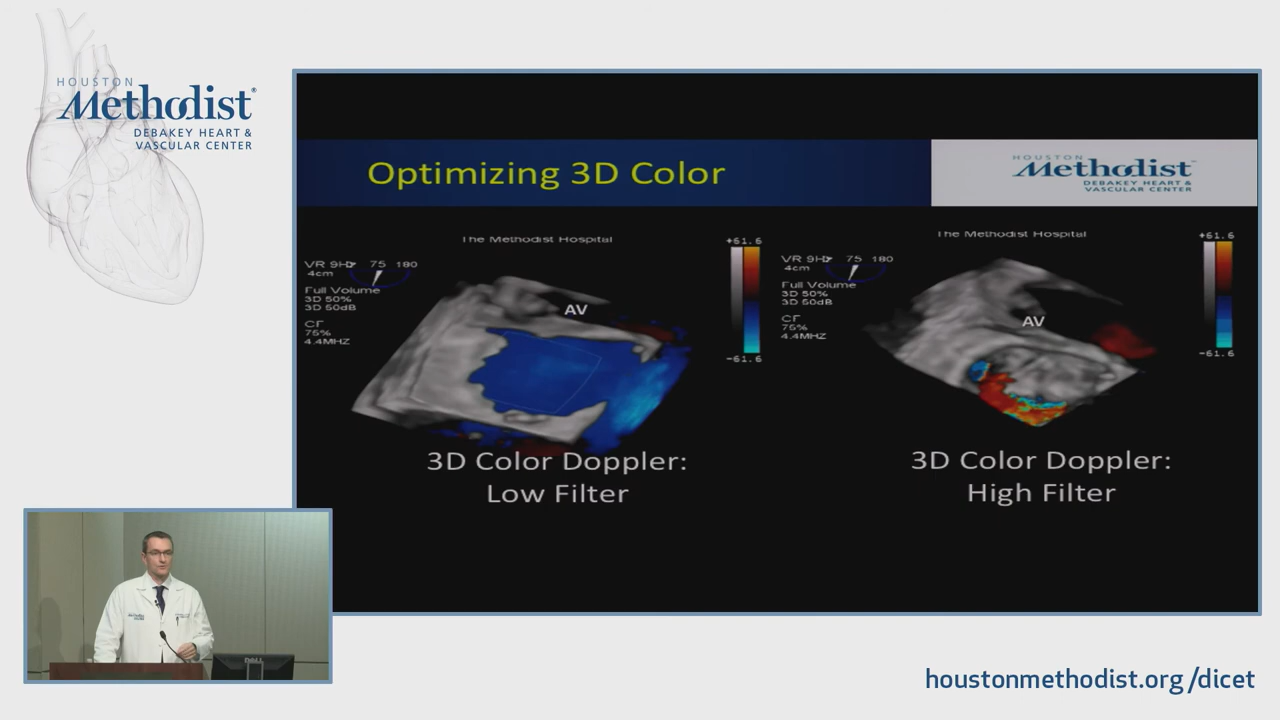 HOUSTON
Methodist®
DEBAKEY HEART &
VASCULAR CENTER
Optimizing 3D Color
HOUSTON
Methodist
DEBAKEY HEART &
VASCULAR CENTER
The Methodist Hospital
VR 9Hz 75 180
4cm
Full Volume
3D 50%
3D 50dB
CF
75%
4.4MHZ
+61.6
-61.6
AV
3D Color Doppler:
Low Filter
The Methodist Hospital
VR 9Hz 75 180
4cm
Full Volume
3D 50%
3D 50dB
CF
75%
4.4MHZ
+61.6
-61.6
AV
3D Color Doppler:
High Filter
DELL
houstonmethodist.org/dicet